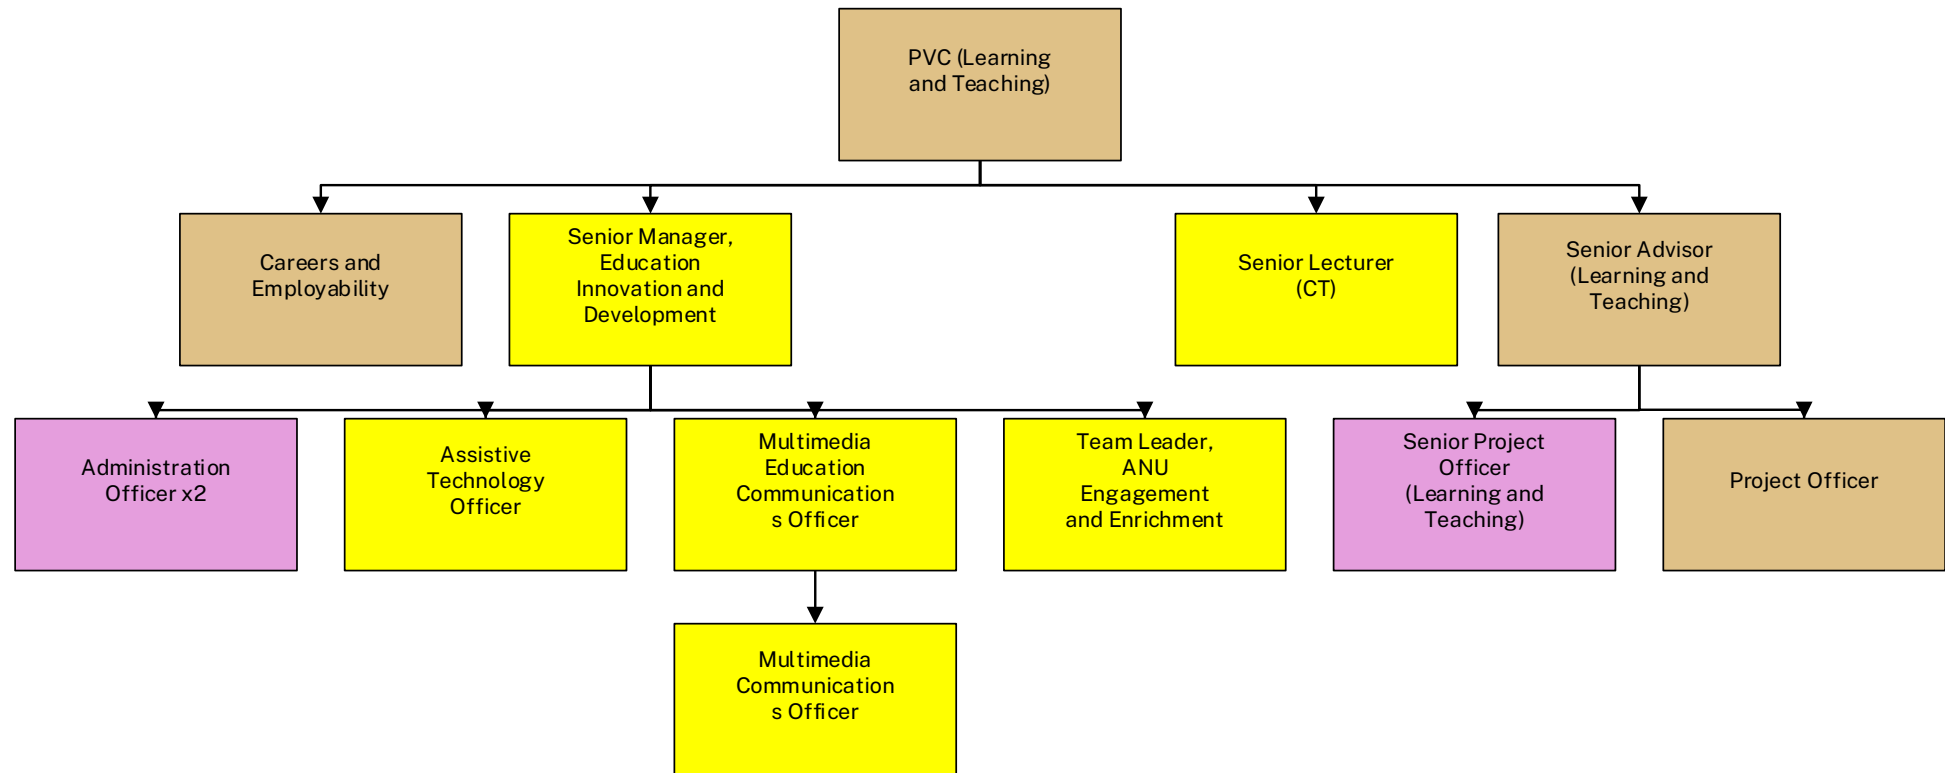 PVC (Learning
and Teaching)
Careers and
Employability
Senior Manager,
Education
Innovation and
Development
Senior Lecturer
(CT)
Senior Advisor
(Learning and
Teaching)
Administration
Officer x2
Assistive
Technology
Officer
Multimedia
Education
Communication
s Officer
Team Leader,
ANU
Engagement
and Enrichment
Senior Project
Officer
(Learning and
Teaching)
Project Officer
Multimedia
Communication
s Officer